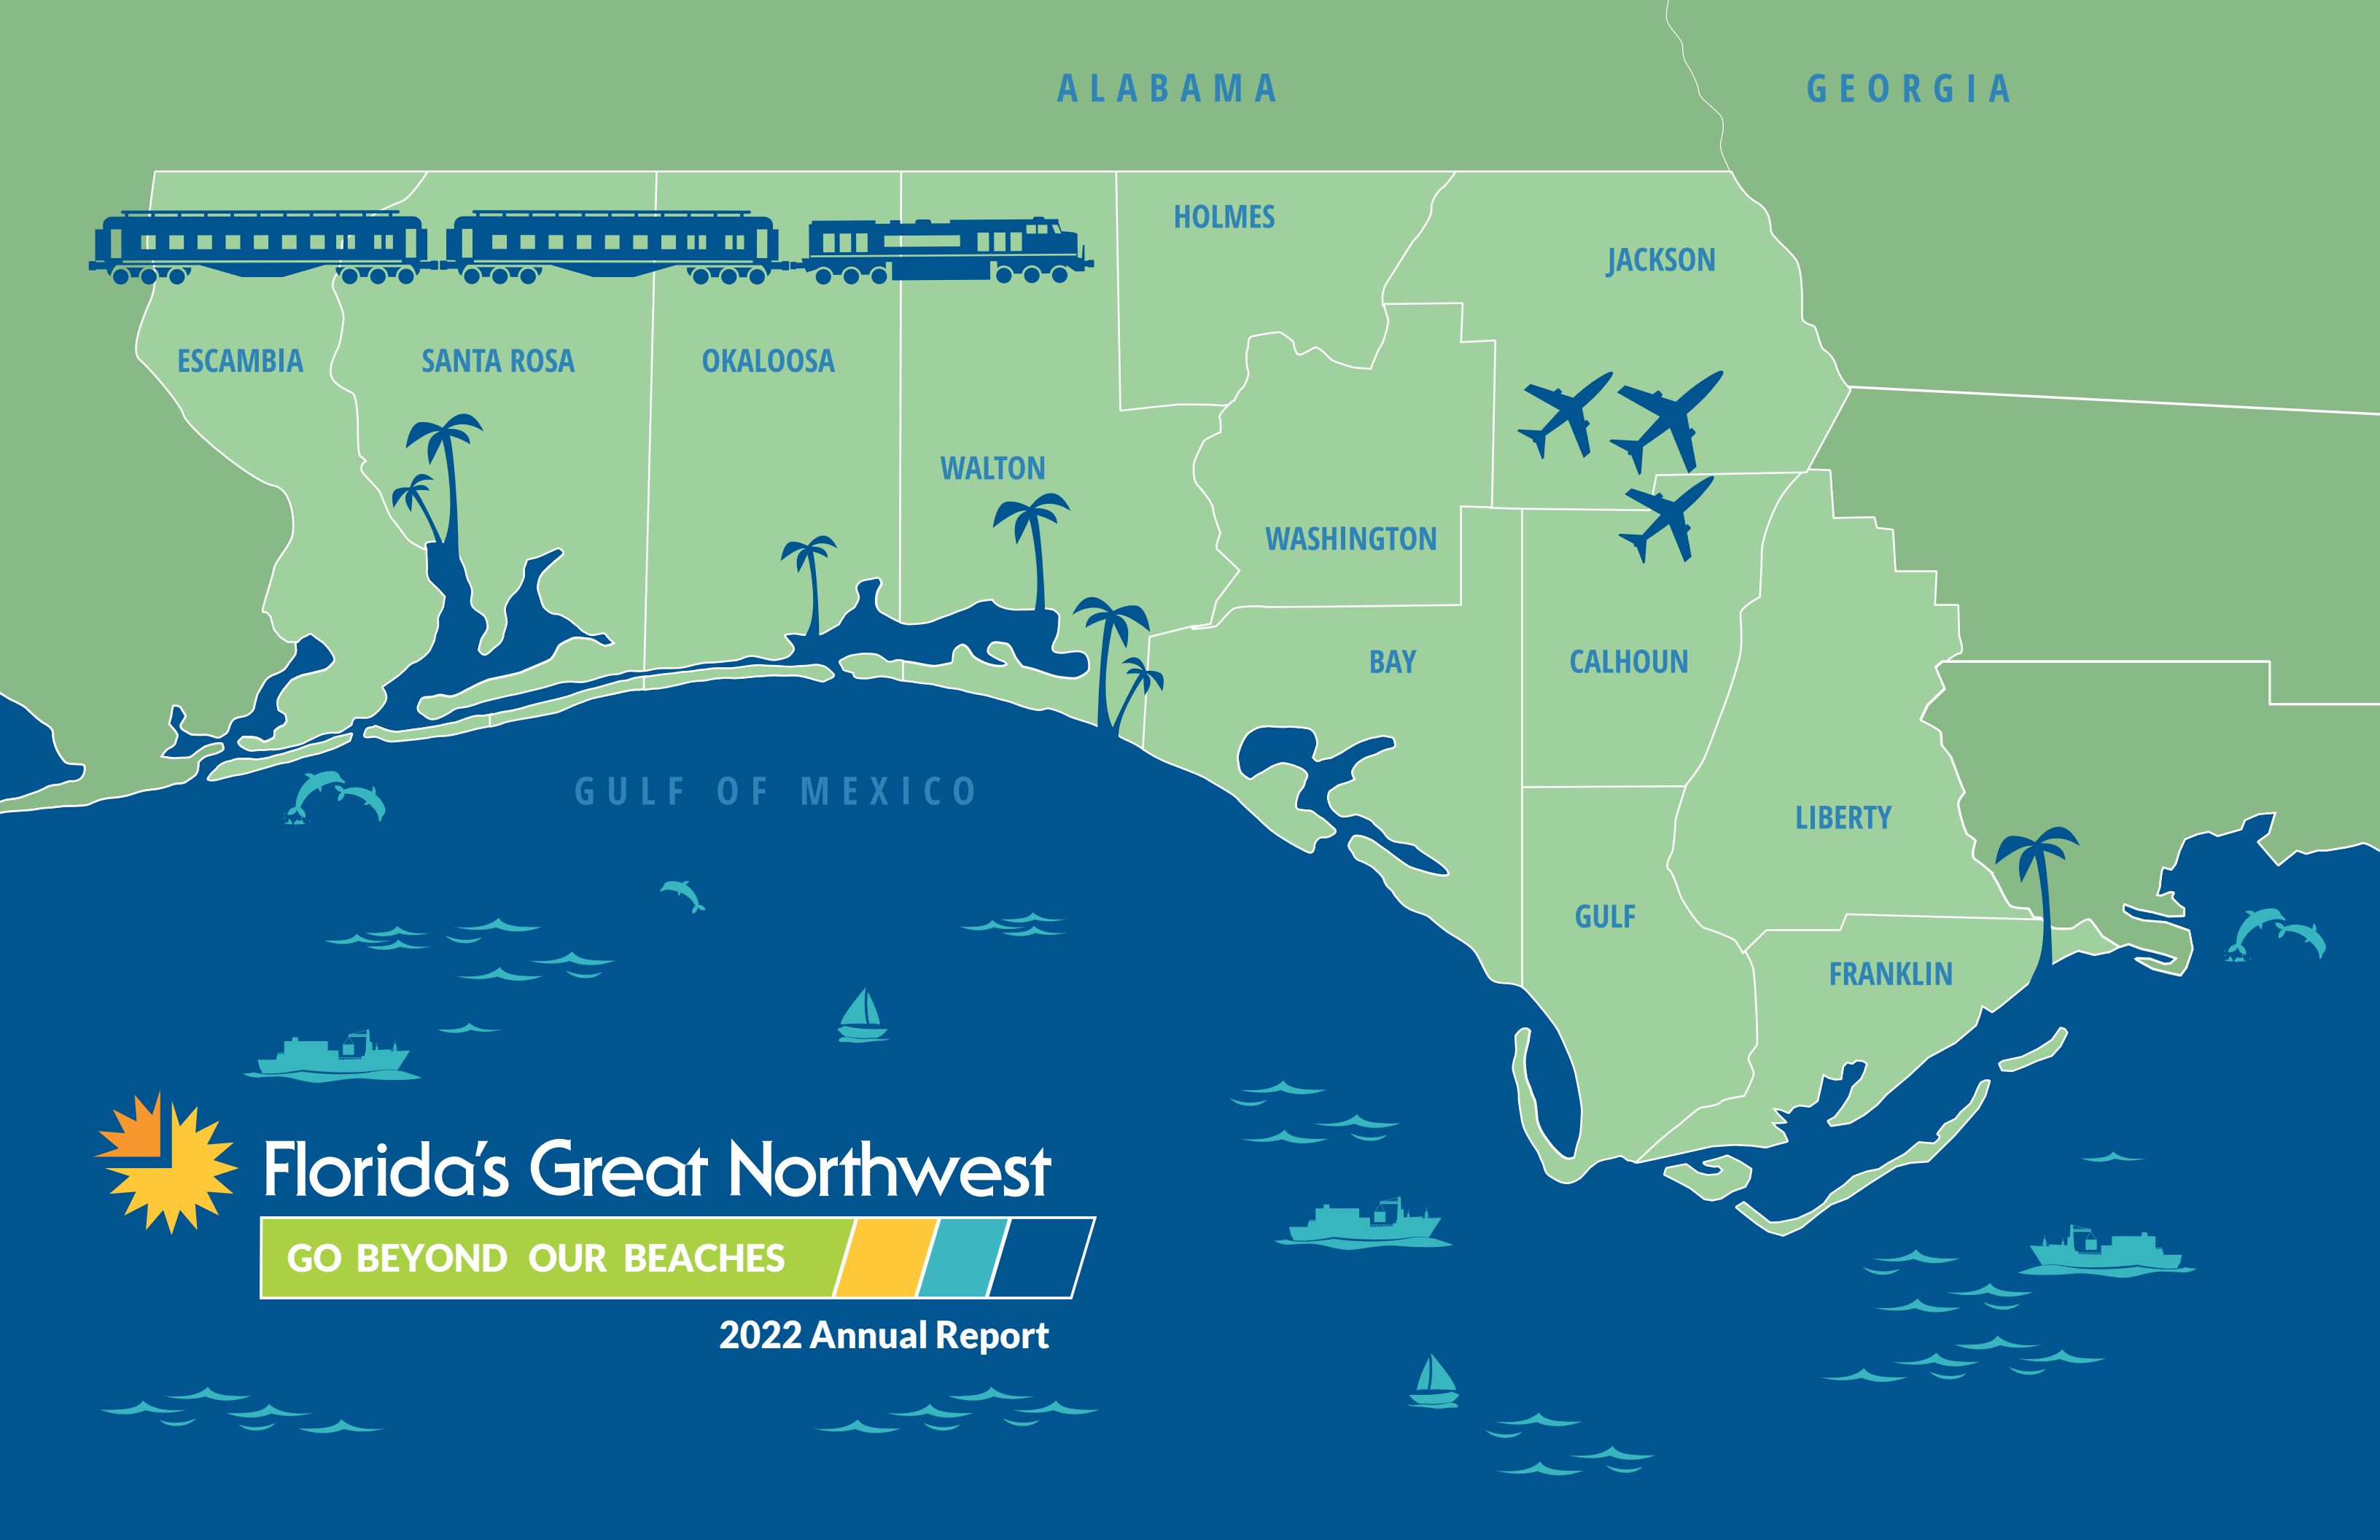 ALABAMA
GEORGIA
HOLMES
JACKSON
ESCAMBIA
SANTA ROSA
OKALOOSA
WALTON
WASHINGTON
BAY
CALHOUN
GULF OF MEXICO
LIBERTY
GULF
FRANKLIN
Florida's Great Northwest
GO BEYOND OUR BEACHES
2022 Annual Report